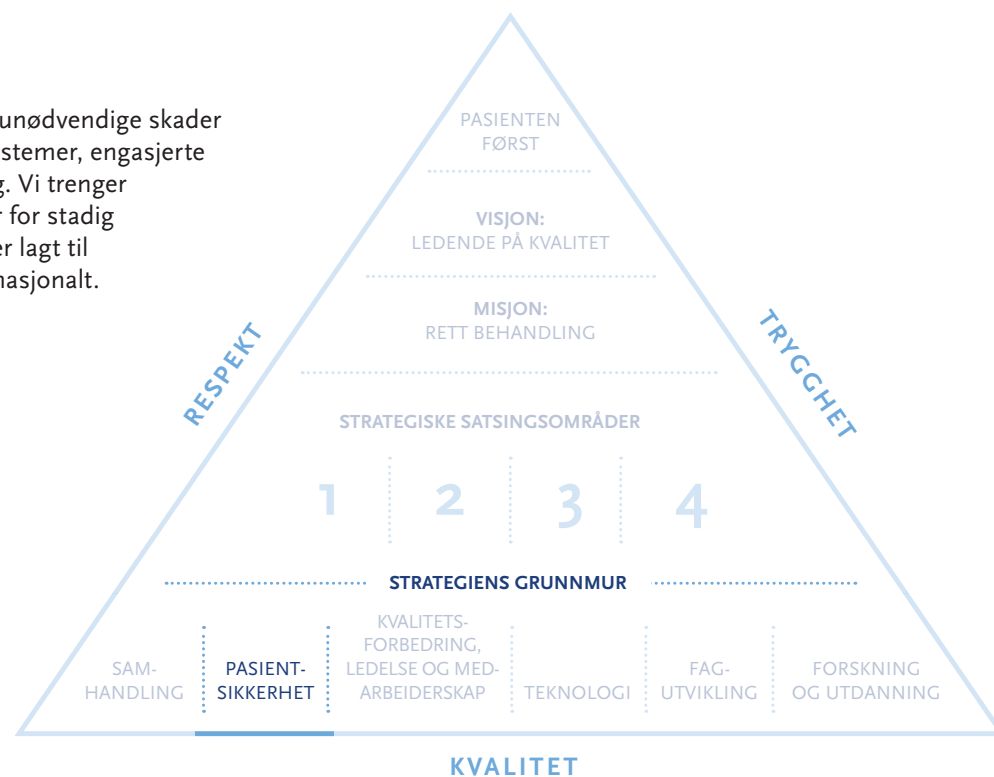 unødvendige skader
stemer, engasjerte
g. Vi trenger
r for stadig
er lagt til
nasjonalt.
PASIENTEN
FØRST
VISJON:
LEDENDE PÅ KVALITET
MISJON:
RETT BEHANDLING
RESPEKT
TRYGGHET
STRATEGISKE SATSINGSOMRÅDER
1 2 3 4
STRATEGIENS GRUNNMUR
SAM-
HANDLING
PASIENT-
SIKKERHET
KVALITETS-
FORBEDRING,
LEDELSE OG MED-
ARBEIDERSKAP
TEKNOLOGI
FAG-
UTVIKLING
FORSKNING
OG UTDANNING
KVALITET